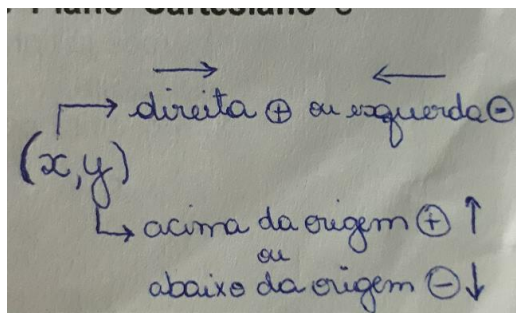 Plano Cartesiano e
direita ⊕ ou esquerda ⊖
(x,y)
acima da origem ⊕ ↑
ou
abaixo da origem ⊖ ↓